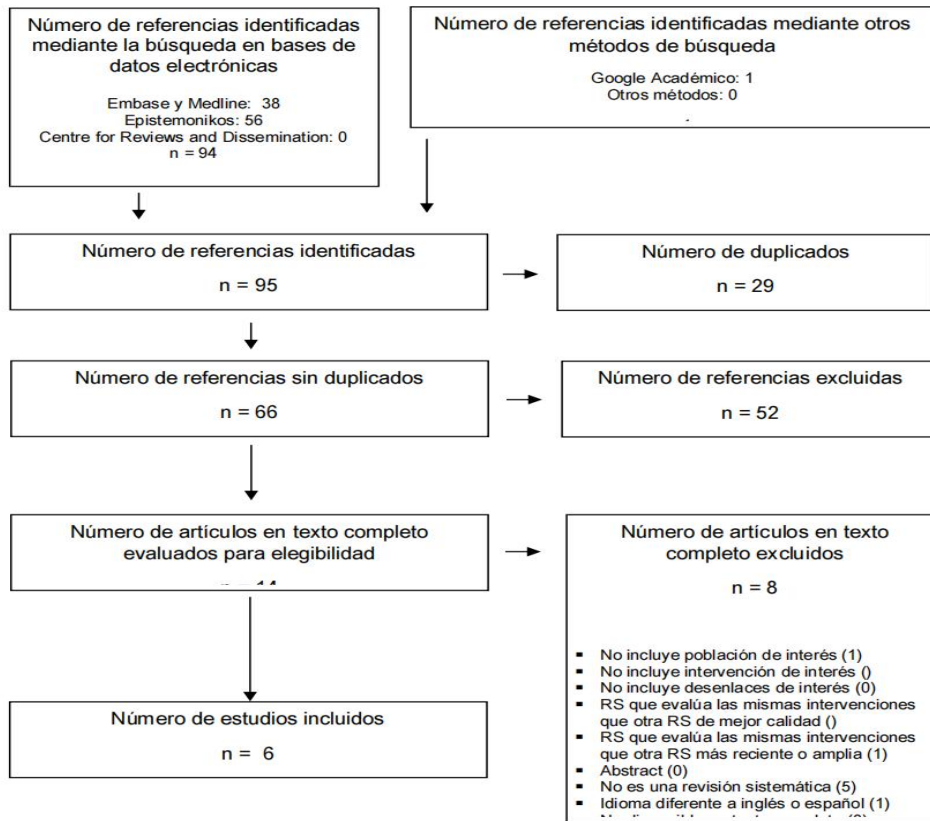 Número de referencias identificadas
mediante la búsqueda en bases de
datos electrónicas
Embase y Medline: 38
Epistemonikos: 56
Centre for Reviews and Dissemination: 0
n = 94
Número de referencias identificadas mediante otros
métodos de búsqueda
Google Académico: 1
Otros métodos: 0
.
Número de referencias identificadas
n = 95
Número de duplicados
n = 29
Número de referencias sin duplicados
n = 66
Número de referencias excluidas
n = 52
Número de artículos en texto completo
evaluados para elegibilidad
n = 14
Número de artículos en texto
completo excluidos
n = 8
▪ No incluye población de interés (1)
▪ No incluye intervención de interés ()
▪ No incluye desenlaces de interés (0)
▪ RS que evalúa las mismas intervenciones
que otra RS de mejor calidad ()
▪ RS que evalúa las mismas intervenciones
que otra RS más reciente o amplia (1)
▪ Abstract (0)
▪ No es una revisión sistemática (5)
▪ Idioma diferente a inglés o español (1)
Número de estudios incluidos
n = 6